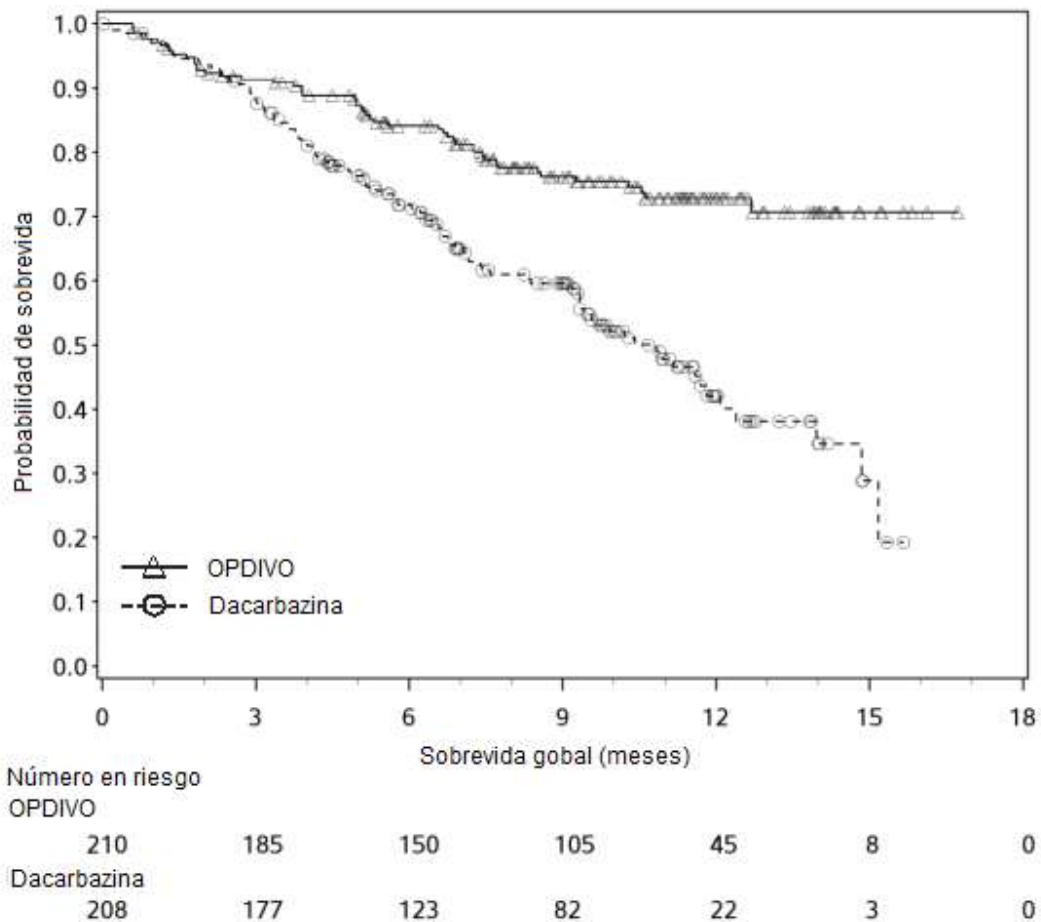 1.0
0.9
0.8
0.7
0.6
0.5
0.4
0.3
0.2
0.1
0.0
Probabilidad de sobrevida
OPDIVO
Dacarbazina
0 3 6 9 12 15 18
Sobrevida gobal (meses)
Número en riesgo
OPDIVO
210 185 150 105 45 8 0
Dacarbazina
208 177 123 82 22 3 0